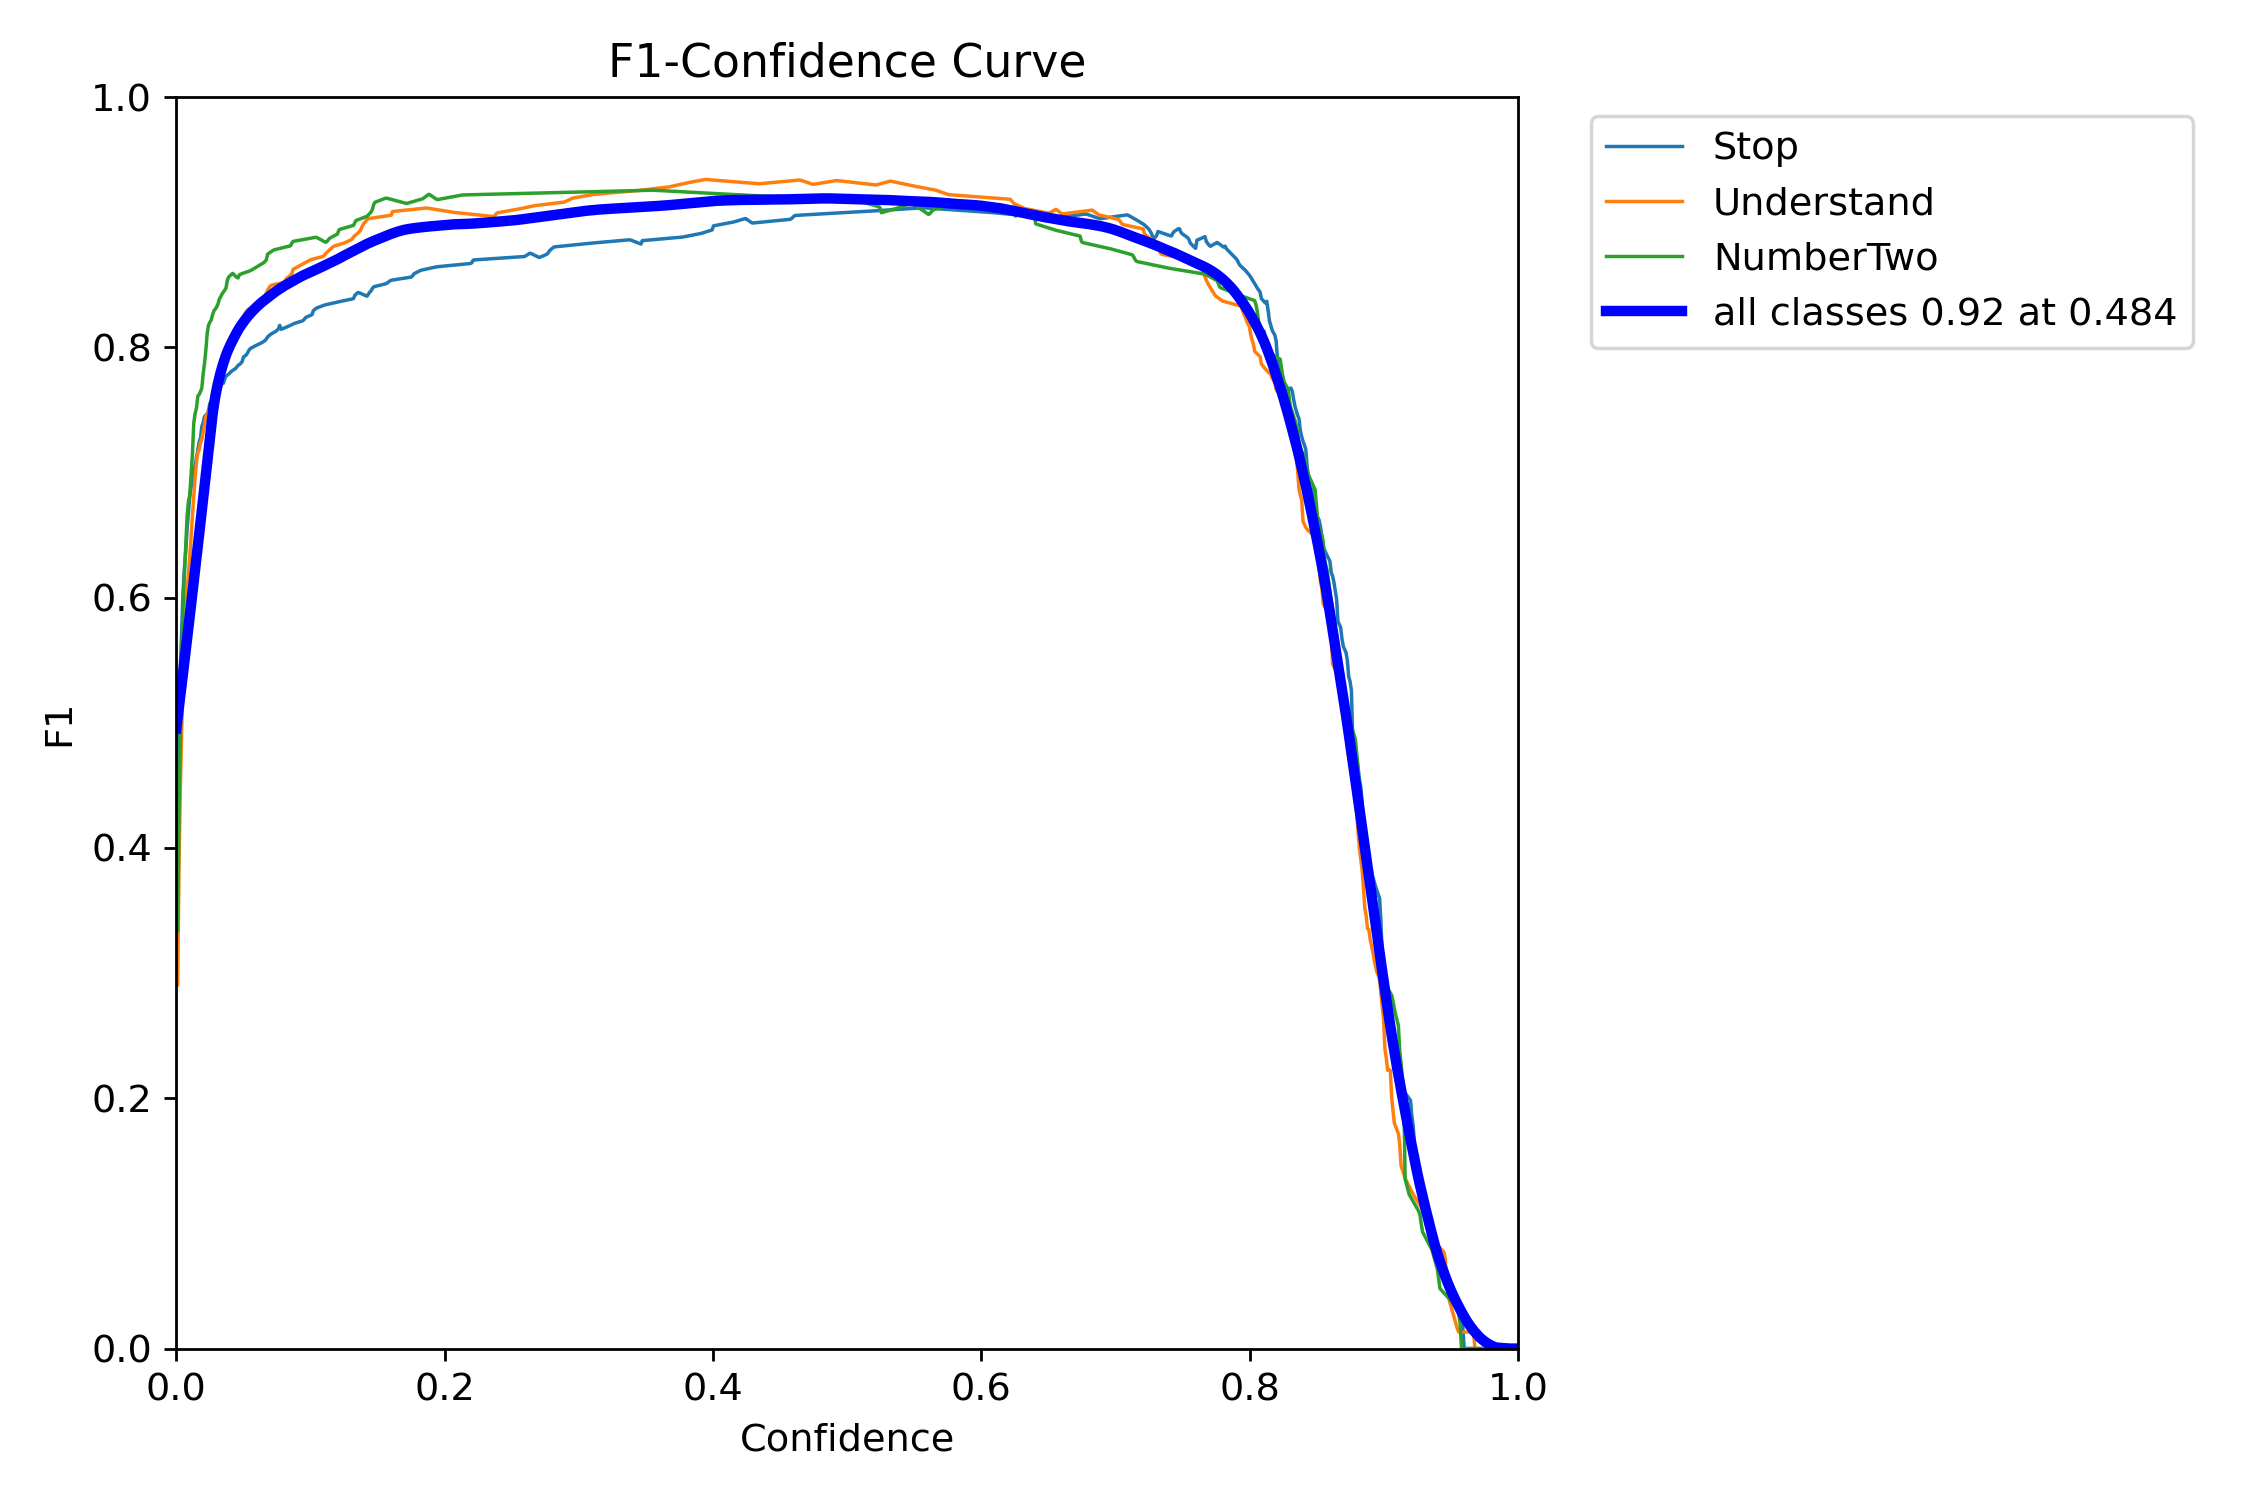 F1-Confidence Curve
1.0
0.8
0.6
0.4
0.2
0.0
F1
0.0 0.2 0.4 0.6 0.8 1.0
Confidence
Stop
Understand
NumberTwo
all classes 0.92 at 0.484